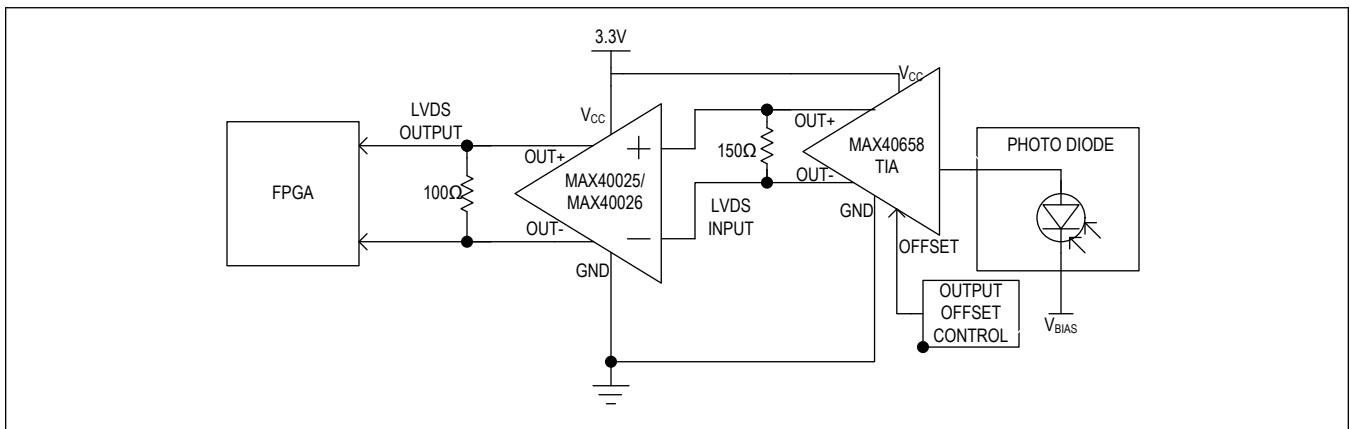 3.3V
VCC
LVDS
OUTPUT
VCC
OUT+
MAX40658
TIA
PHOTO DIODE
FPGA
100Ω
OUT+
+
MAX40025/
MAX40026
150Ω
OUT-
OUT-
−
LVDS
INPUT
GND
OFFSET
GND
OUTPUT
OFFSET
CONTROL
VBIAS